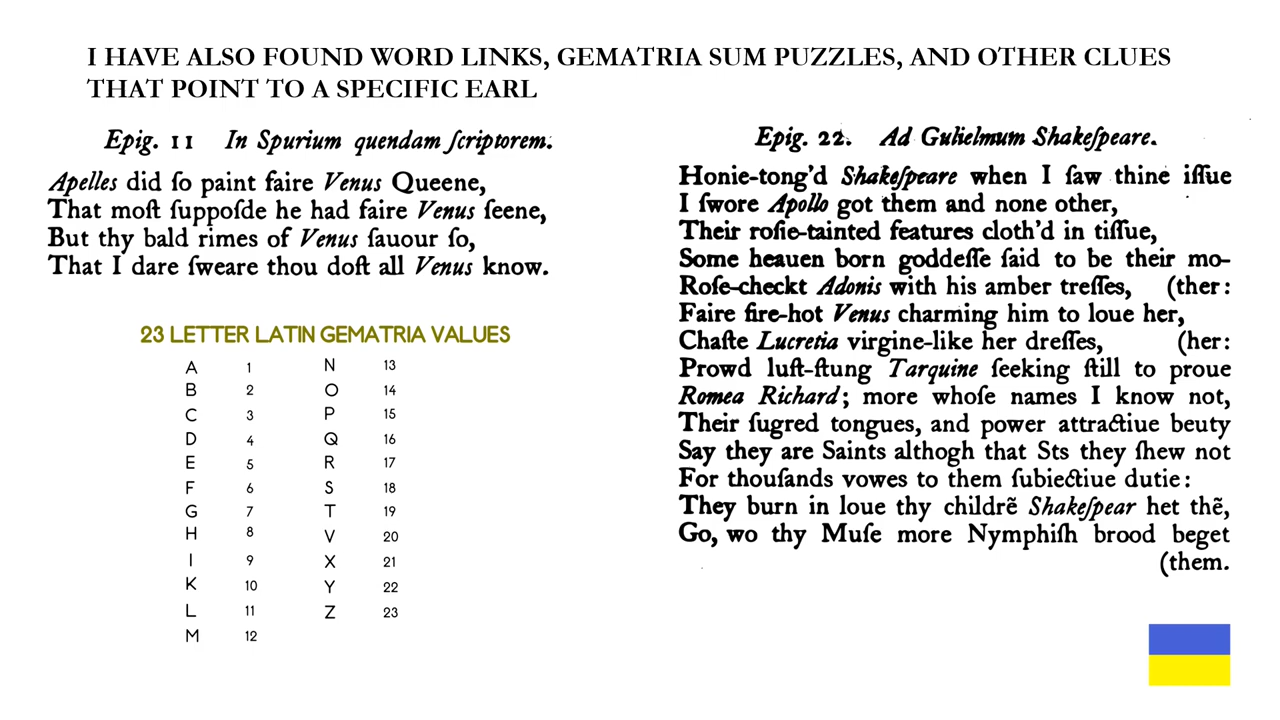 I HAVE ALSO FOUND WORD LINKS, GEMATRIA SUM PUZZLES, AND OTHER CLUES
THAT POINT TO A SPECIFIC EARL
Epig. 11 In Spurium quendam ſcriptorem.
Apelles did ſo paint faire Venus Queene,
That moſt ſuppoſde he had faire Venus ſeene,
But thy bald rimes of Venus ſauour ſo,
That I dare ſweare thou doſt all Venus know.
23 LETTER LATIN GEMATRIA VALUES
A 1 N 13
B 2 O 14
C 3 P 15
D 4 Q 16
E 5 R 17
F 6 S 18
G 7 T 19
H 8 V 20
I 9 X 21
K 10 Y 22
L 11 Z 23
M 12
Epig. 22. Ad Gulielmum Shakeſpeare.
Honie-tong'd Shakeſpeare when I ſaw thine iſſue
I ſwore Apollo got them and none other,
Their roſie-tainted features cloth'd in tiſſue,
Some heauen born goddeſſe ſaid to be their mo-
Roſe-checkt Adonis with his amber treſſes, (ther:
Faire fire-hot Venus charming him to loue her,
Chaſte Lucretia virgine-like her dreſſes, (her:
Prowd luſt-ſtung Tarquine ſeeking ſtill to proue
Romea Richard; more whoſe names I know not,
Their ſugred tongues, and power attractiue beuty
Say they are Saints althogh that Sts they ſhew not
For thouſands vowes to them ſubiectiue dutie:
They burn in loue thy childrẽ Shakeſpear het thẽ,
Go, wo thy Muſe more Nymphiſh brood beget
(them.